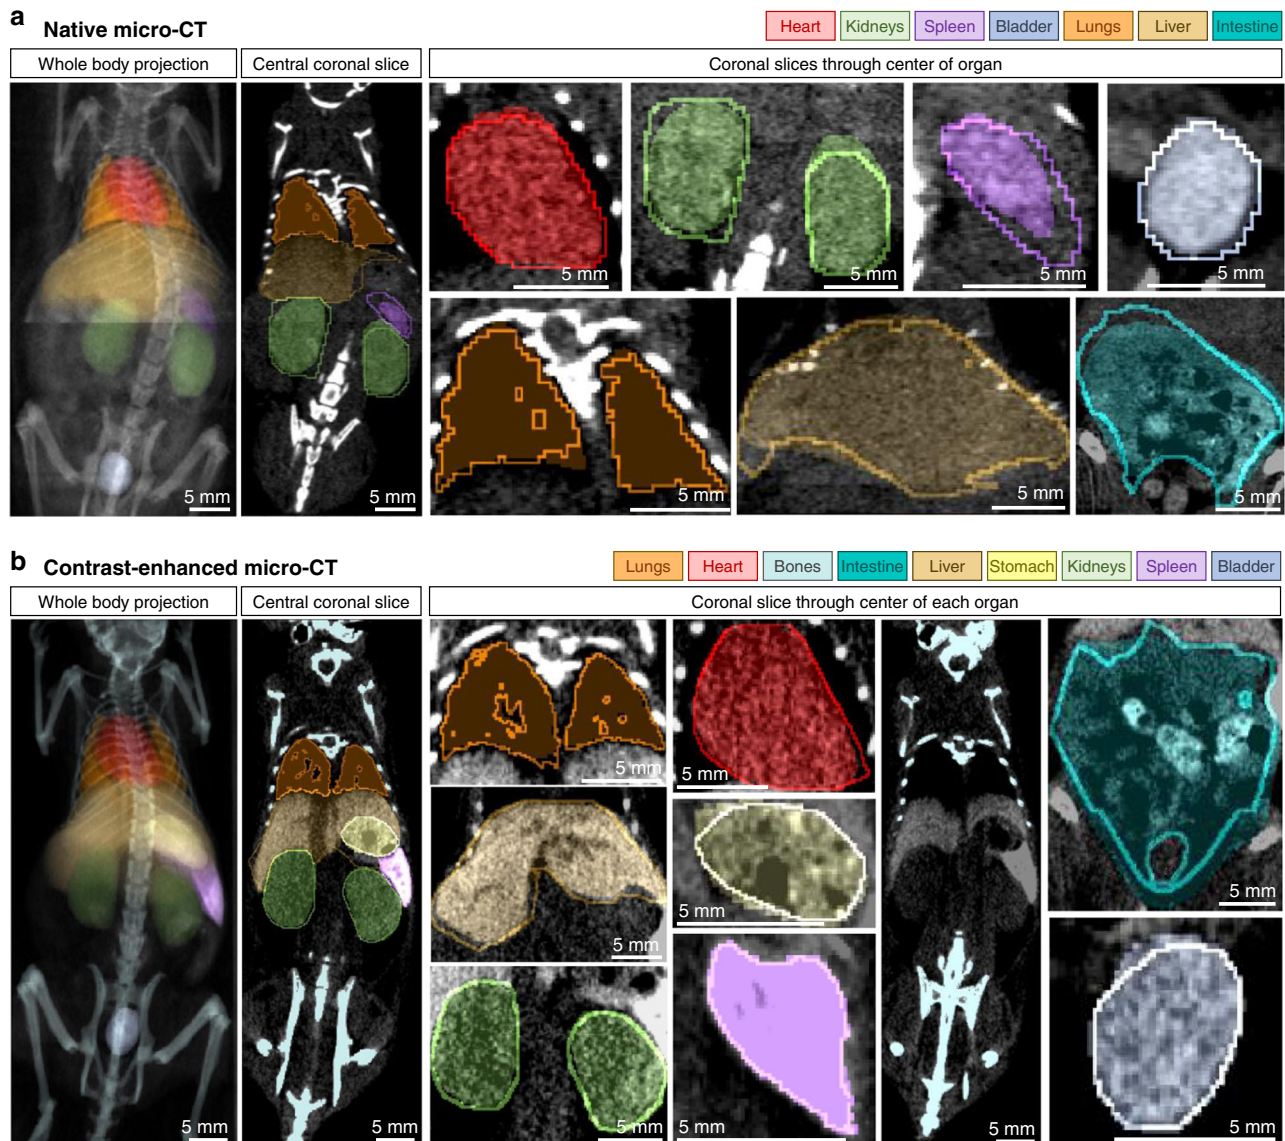 a Native micro-CT
Heart Kidneys Spleen Bladder Lungs Liver Intestine
Whole body projection Central coronal slice Coronal slices through center of organ
5 mm 5 mm 5 mm 5 mm
5 mm 5 mm 5 mm 5 mm 5 mm
b Contrast-enhanced micro-CT
Lungs Heart Bones Intestine Liver Stomach Kidneys Spleen Bladder
Whole body projection Central coronal slice Coronal slice through center of each organ
5 mm 5 mm
5 mm 5 mm
5 mm
5 mm 5 mm 5 mm 5 mm 5 mm 5 mm